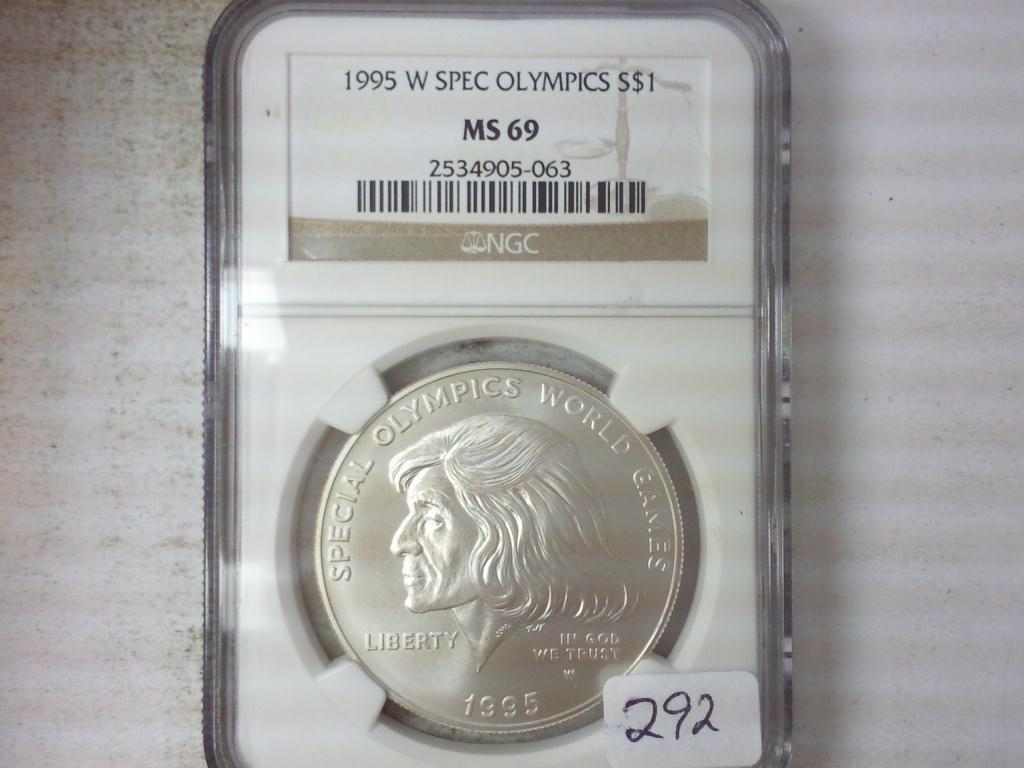 1995 W SPEC OLYMPICS S$1
MS 69
2534905-063
NGC
SPECIAL OLYMPICS WORLD GAMES
LIBERTY
IN GOD
WE TRUST
W
1995
292